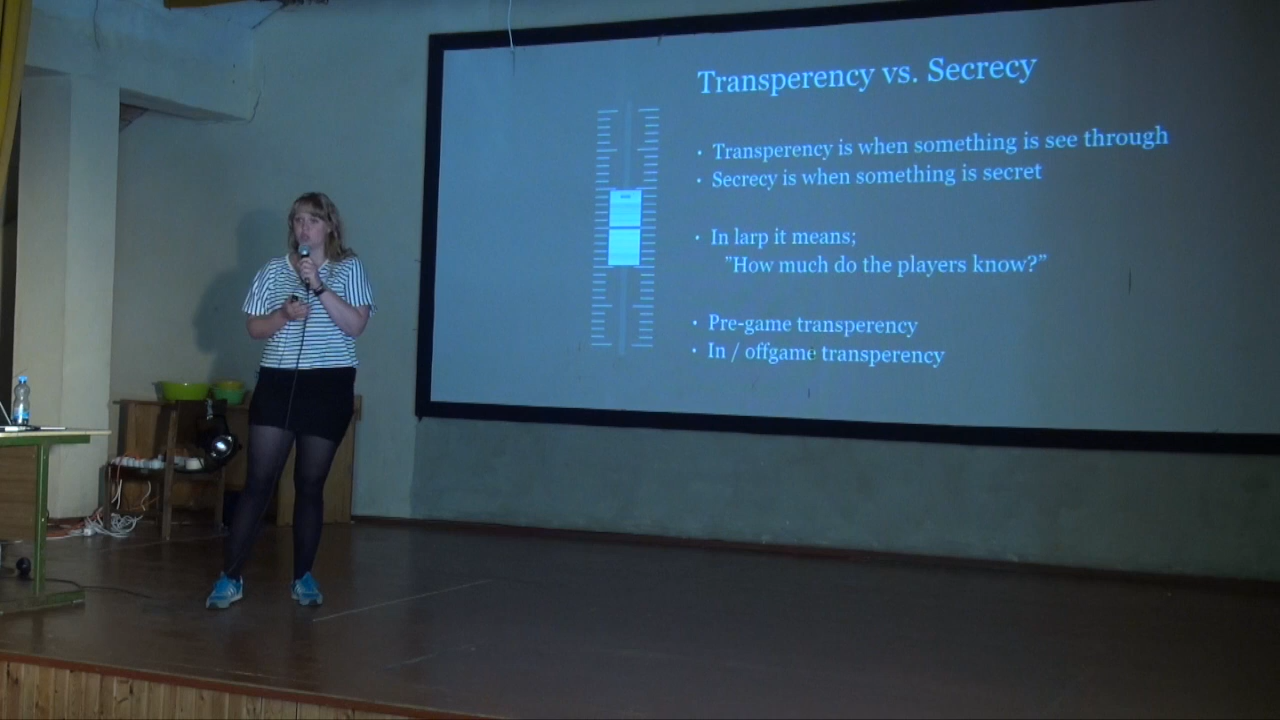 Transperency vs. Secrecy
· Transperency is when something is see through
· Secrecy is when something is secret
· In larp it means;
"How much do the players know?"
· Pre-game transperency
· In / offgame transperency